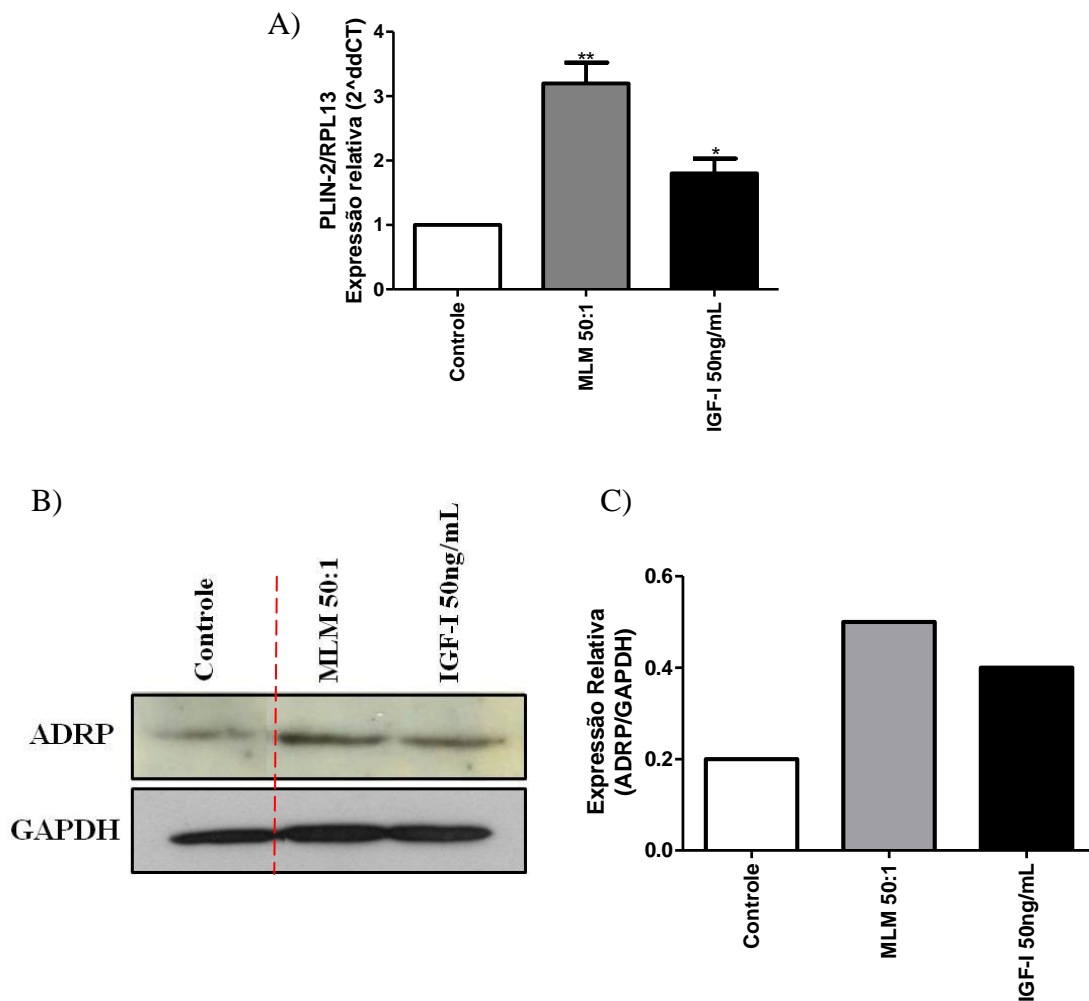 A)
PLIN-2/RPL13
Expressão relativa (2^ddCT)
4
3
2
1
0
**
*
Controle
MLM 50:1
IGF-I 50ng/mL
B)
Controle
MLM 50:1
IGF-I 50ng/mL
ADRP
GAPDH
C)
Expressão Relativa
(ADRP/GAPDH)
0.6
0.4
0.2
0.0
Controle
MLM 50:1
IGF-I 50ng/mL